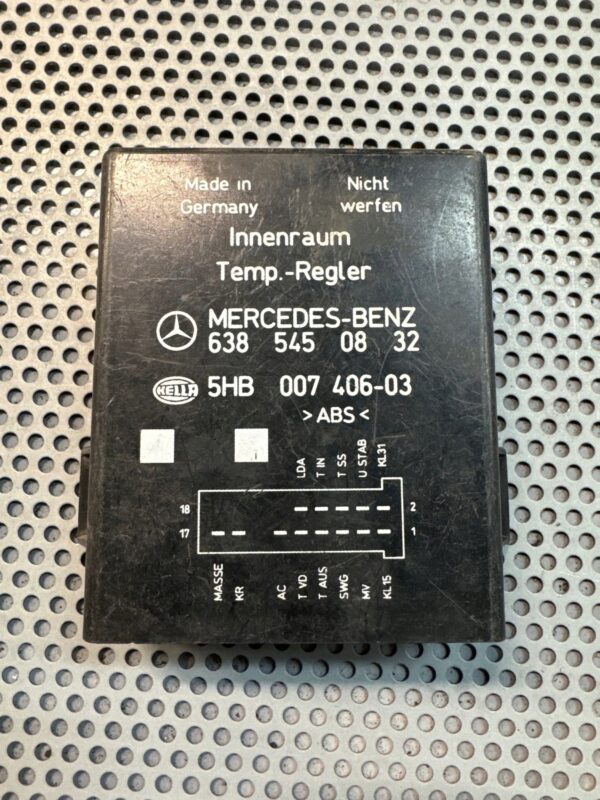 Made in Nicht
Germany werfen
Innenraum
Temp.-Regler
MERCEDES-BENZ
638 545 08 32
HELLA 5HB 007 406-03
>ABS<
i
LDA T IN T SS U STAB KL31
18 2
17 1
MASSE KR AC T VD T AUS SWG MV KL15